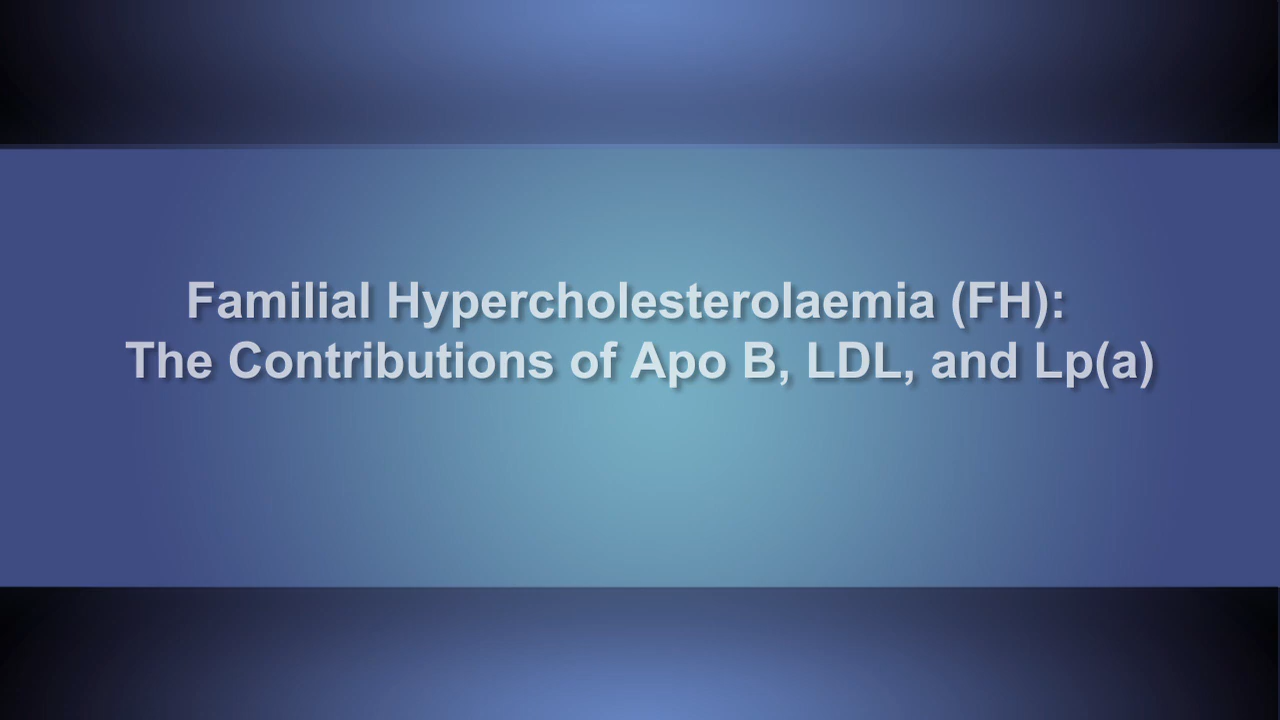 Familial Hypercholesterolaemia (FH):
The Contributions of Apo B, LDL, and Lp(a)